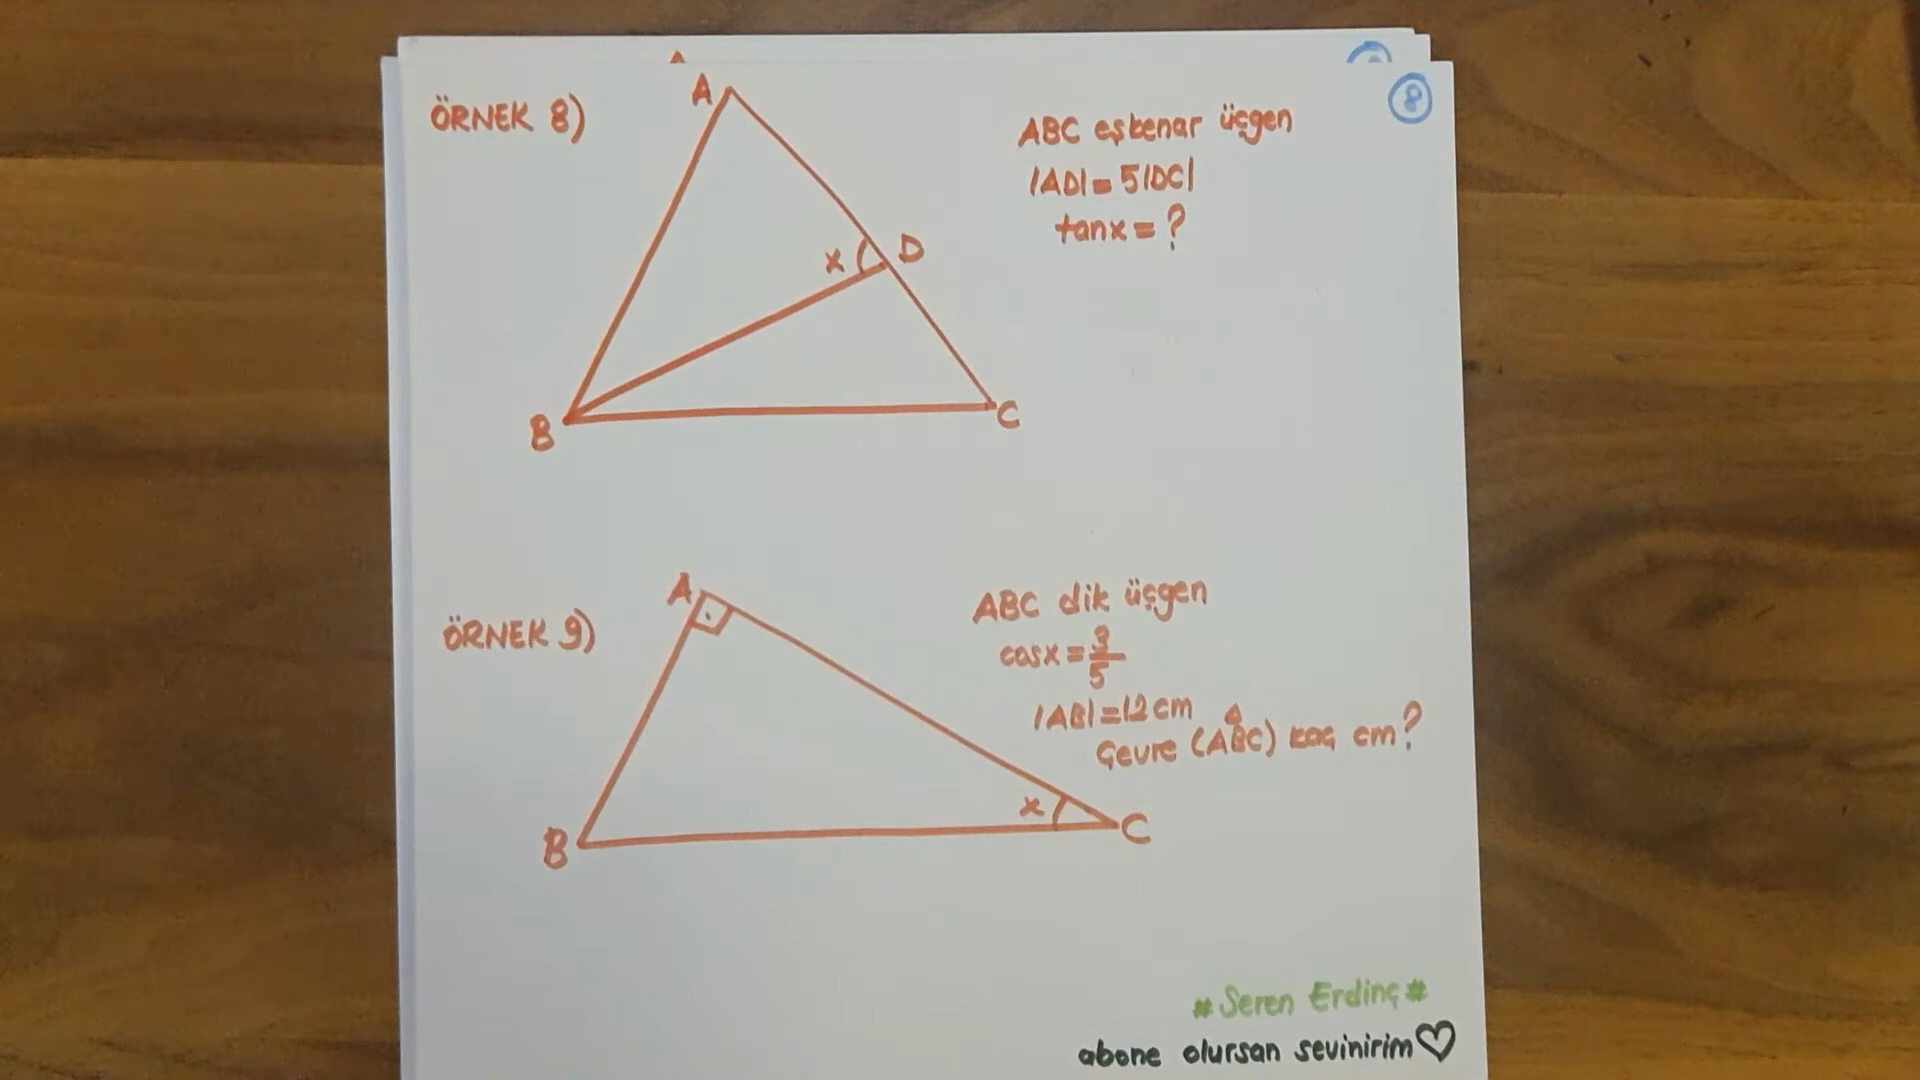 8
ÖRNEK 8)
A
ABC eşkenar üçgen
|AD| = 5|DC|
tanx = ?
x
D
B
C
ÖRNEK 9)
A
ABC dik üçgen
cosx = 3/5
|AB| = 12 cm
Çevre (ABC) kaç cm?
x
B
C
# Seren Erdinç #
abone olursan sevinirim♡